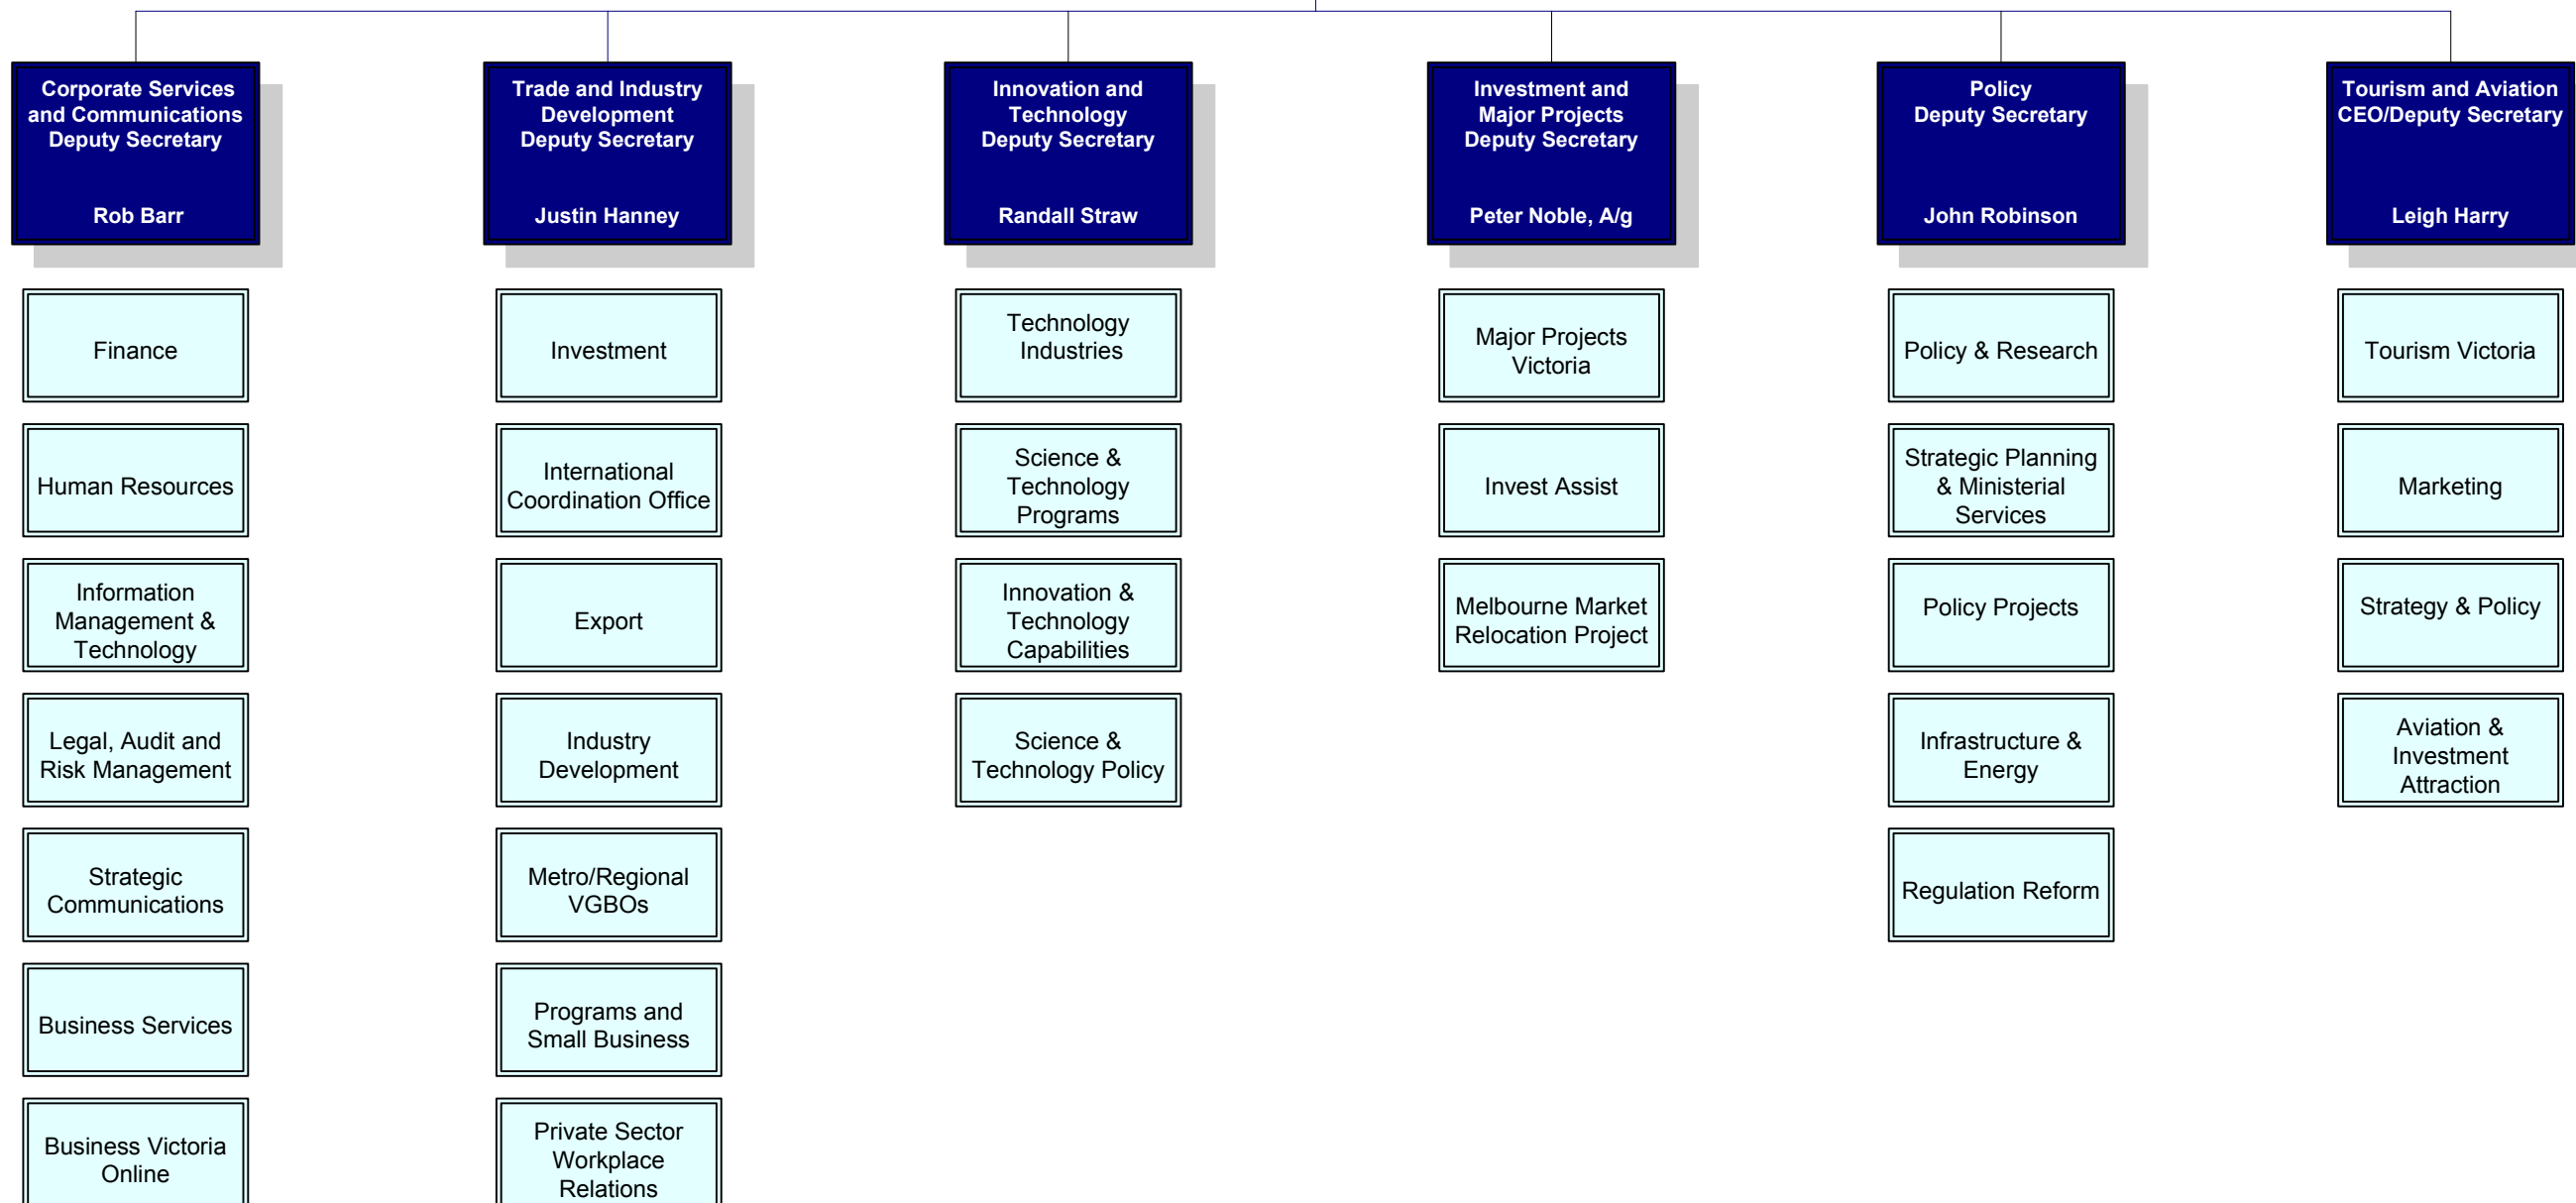 Corporate Services
and Communications
Deputy Secretary
Rob Barr
Finance
Human Resources
Information
Management &
Technology
Legal, Audit and
Risk Management
Strategic
Communications
Business Services
Business Victoria
Online
Trade and Industry
Development
Deputy Secretary
Justin Hanney
Investment
International
Coordination Office
Export
Industry
Development
Metro/Regional
VGBOs
Programs and
Small Business
Private Sector
Workplace
Relations
Innovation and
Technology
Deputy Secretary
Randall Straw
Technology
Industries
Science &
Technology
Programs
Innovation &
Technology
Capabilities
Science &
Technology Policy
Investment and
Major Projects
Deputy Secretary
Peter Noble, A/g
Major Projects
Victoria
Invest Assist
Melbourne Market
Relocation Project
Policy
Deputy Secretary
John Robinson
Policy & Research
Strategic Planning
& Ministerial
Services
Policy Projects
Infrastructure &
Energy
Regulation Reform
Tourism and Aviation
CEO/Deputy Secretary
Leigh Harry
Tourism Victoria
Marketing
Strategy & Policy
Aviation &
Investment
Attraction